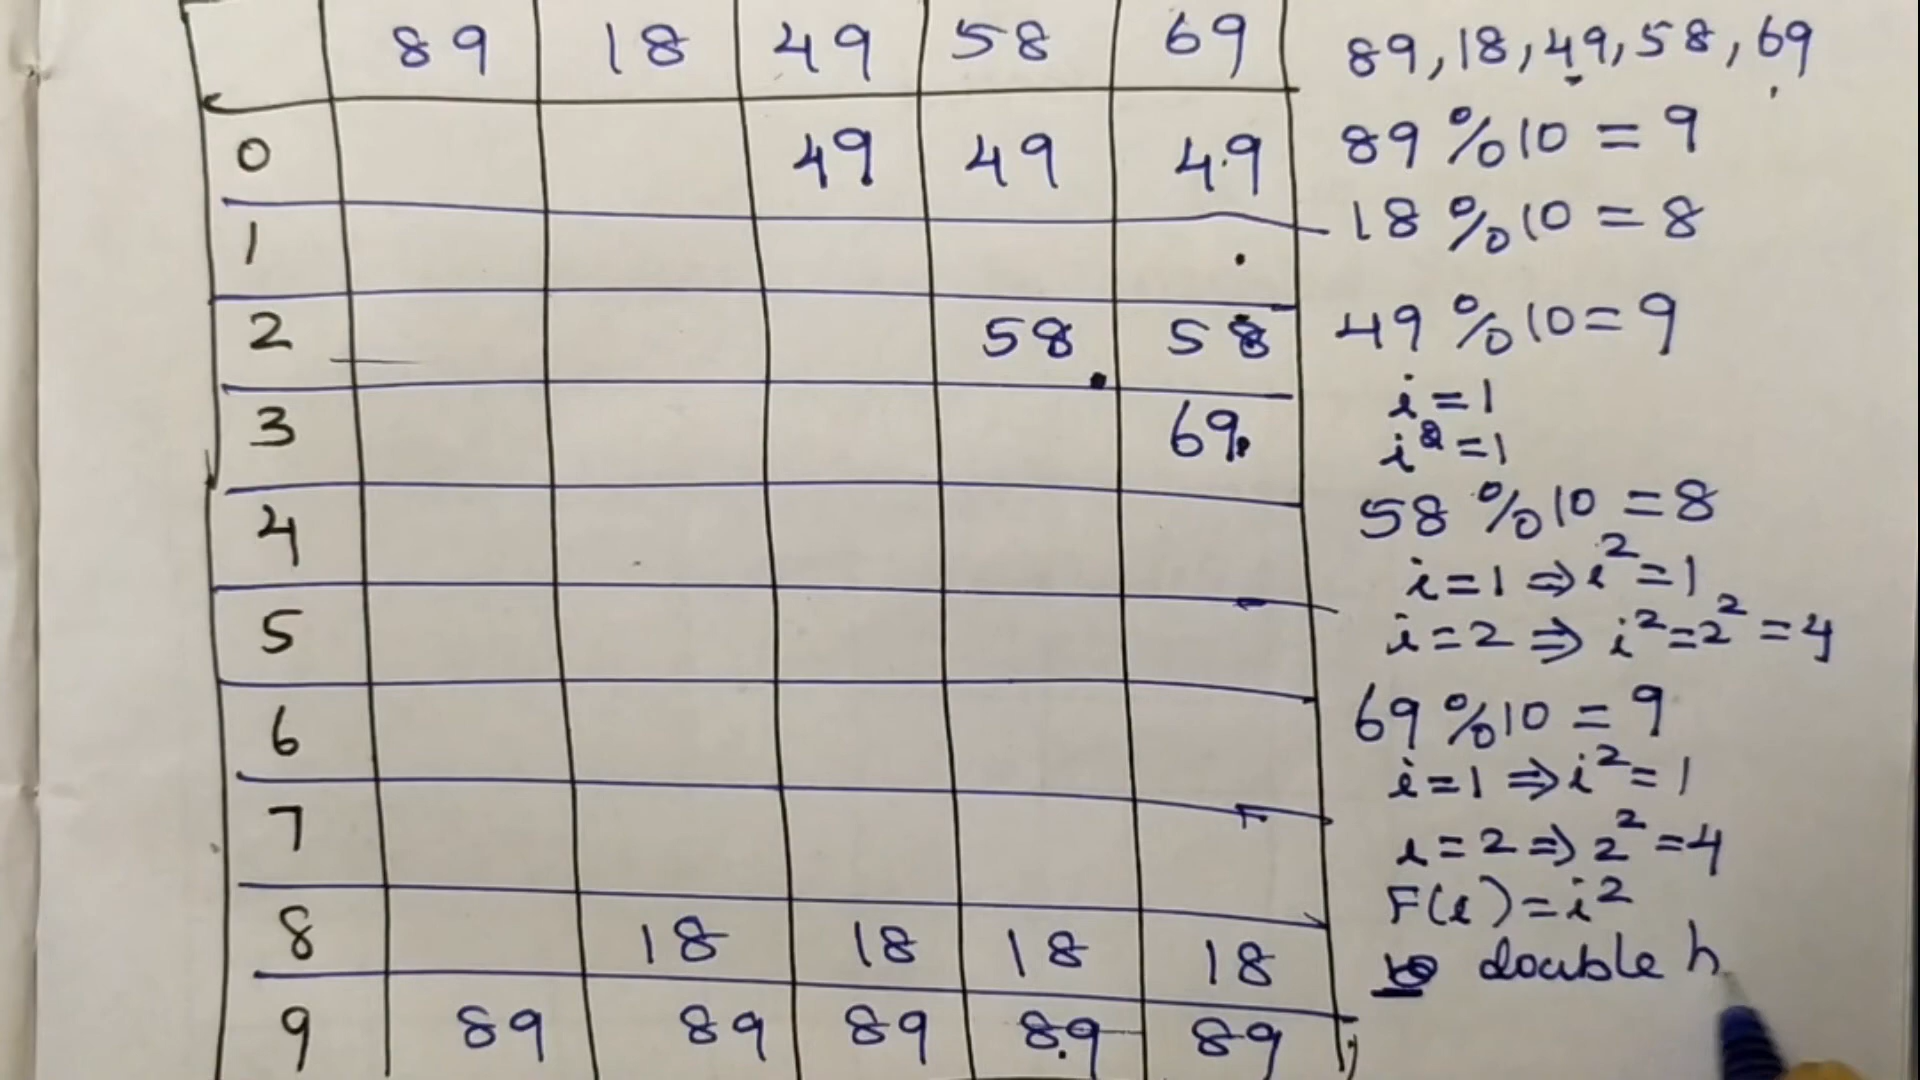 89 18 49 58 69
0 49 49 49
1
2 58 58
3 69
4
5
6
7
8 18 18 18 18
9 89 89 89 89 89
89, 18, 49, 58, 69
89 % 10 = 9
18 % 10 = 8
49 % 10 = 9
i = 1
i² = 1
58 % 10 = 8
i = 1 ⇒ i² = 1
i = 2 ⇒ i² = 2² = 4
69 % 10 = 9
i = 1 ⇒ i² = 1
i = 2 ⇒ 2² = 4
F(i) = i²
double h